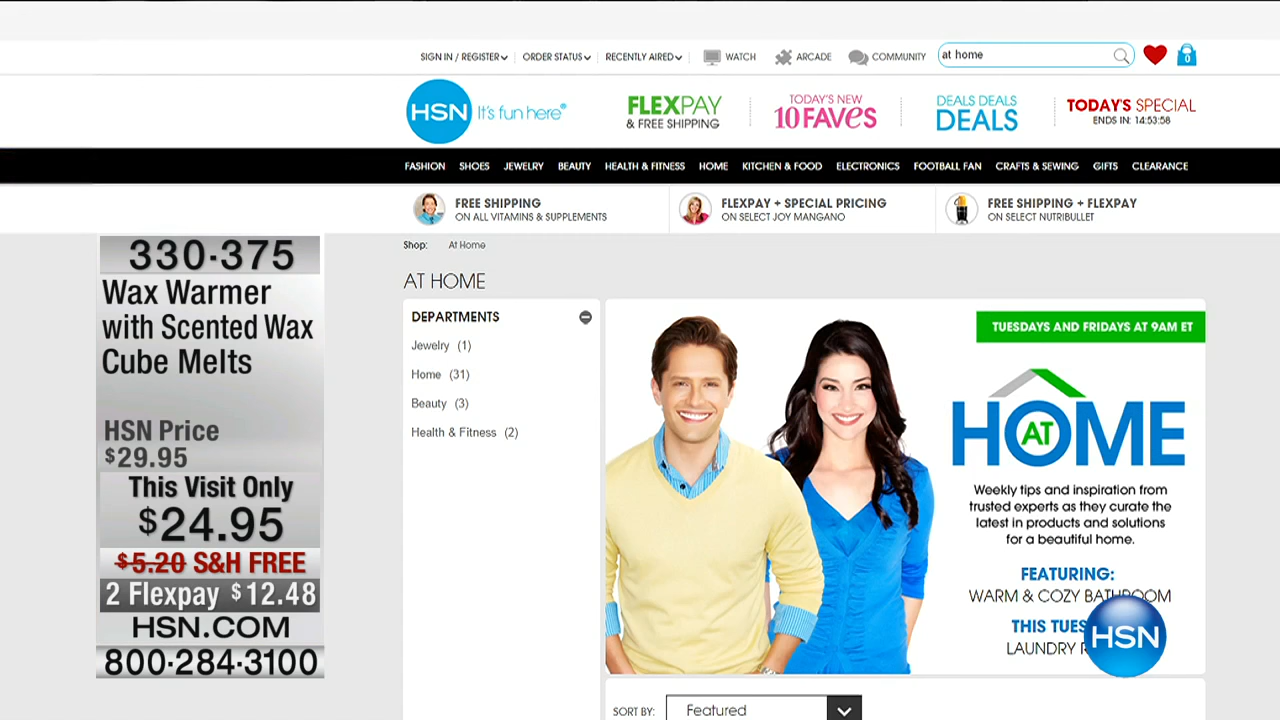 SIGN IN / REGISTER
ORDER STATUS
RECENTLY AIRED
WATCH
ARCADE
COMMUNITY
at home
0
HSN It's fun here®
FLEXPAY
& FREE SHIPPING
TODAY'S NEW
10 FAVES
DEALS DEALS
DEALS
TODAY'S SPECIAL
ENDS IN: 14:53:58
FASHION SHOES JEWELRY BEAUTY HEALTH & FITNESS HOME KITCHEN & FOOD ELECTRONICS FOOTBALL FAN CRAFTS & SEWING GIFTS CLEARANCE
FREE SHIPPING
ON ALL VITAMINS & SUPPLEMENTS
FLEXPAY + SPECIAL PRICING
ON SELECT JOY MANGANO
FREE SHIPPING + FLEXPAY
ON SELECT NUTRIBULLET
330-375
Wax Warmer
with Scented Wax
Cube Melts
HSN Price
$29.95
This Visit Only
$24.95
$5.20 S&H FREE
2 Flexpay $12.48
HSN.COM
800-284-3100
Shop: At Home
AT HOME
DEPARTMENTS
Jewelry (1)
Home (31)
Beauty (3)
Health & Fitness (2)
TUESDAYS AND FRIDAYS AT 9AM ET
AT HOME
Weekly tips and inspiration from
trusted experts as they curate the
latest in products and solutions
for a beautiful home.
FEATURING:
WARM & COZY BATHROOM
THIS TUES
LAUNDRY
HSN
SORT BY: Featured